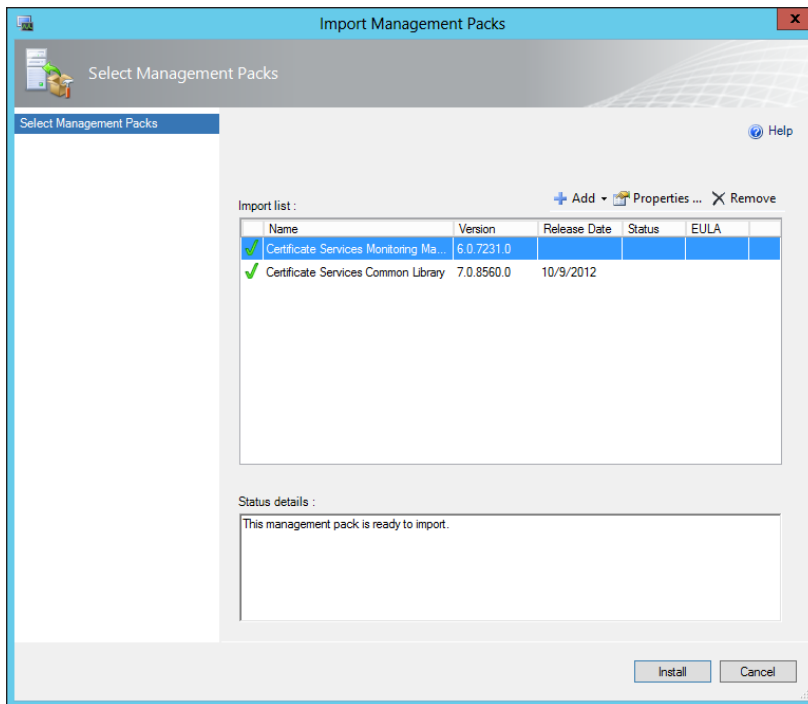 Import Management Packs
x
Select Management Packs
Select Management Packs
Help
Add Properties ... Remove
Import list :
Name Version Release Date Status EULA
Certificate Services Monitoring Ma... 6.0.7231.0
Certificate Services Common Library 7.0.8560.0 10/9/2012
Status details :
This management pack is ready to import.
Install Cancel